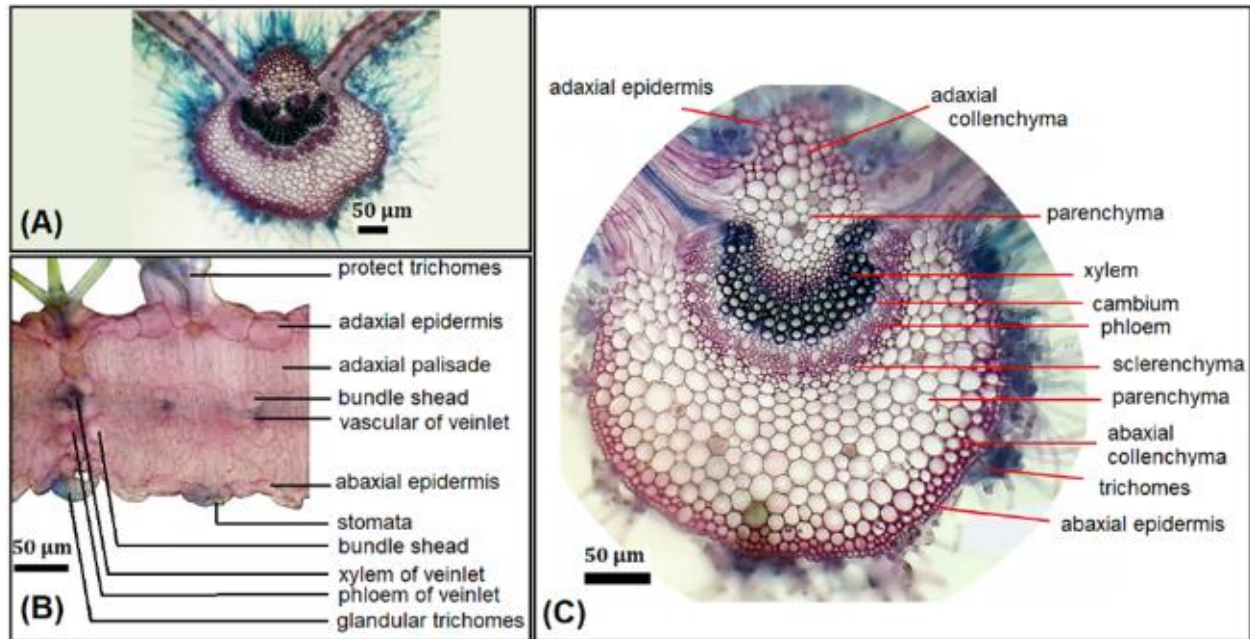 50 μm
(A)
protect trichomes
adaxial epidermis
adaxial palisade
bundle shead
vascular of veinlet
abaxial epidermis
stomata
bundle shead
xylem of veinlet
phloem of veinlet
glandular trichomes
50 μm
(B)
adaxial epidermis
adaxial
collenchyma
parenchyma
xylem
cambium
phloem
sclerenchyma
parenchyma
abaxial
collenchyma
trichomes
abaxial epidermis
50 μm
(C)